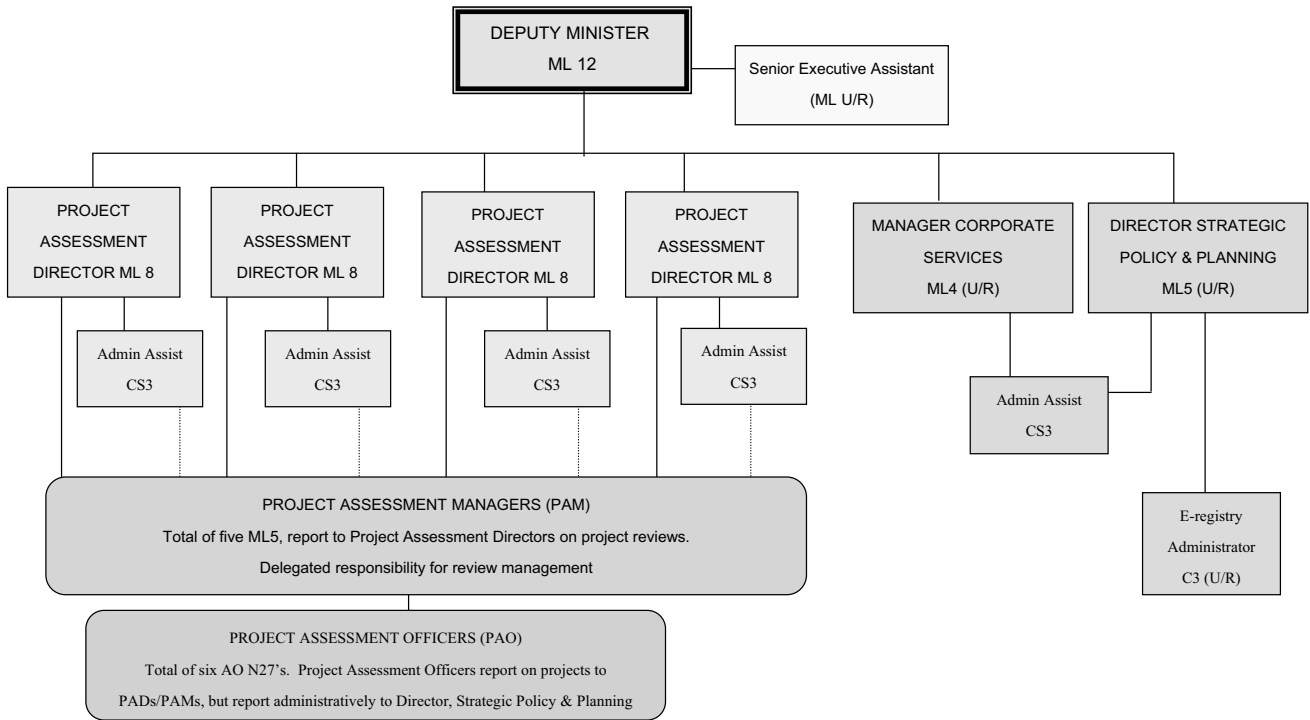 DEPUTY MINISTER
ML 12
Senior Executive Assistant
(ML U/R)
PROJECT
ASSESSMENT
DIRECTOR ML 8
PROJECT
ASSESSMENT
DIRECTOR ML 8
PROJECT
ASSESSMENT
DIRECTOR ML 8
PROJECT
ASSESSMENT
DIRECTOR ML 8
MANAGER CORPORATE
SERVICES
ML4 (U/R)
DIRECTOR STRATEGIC
POLICY & PLANNING
ML5 (U/R)
Admin Assist
CS3
Admin Assist
CS3
Admin Assist
CS3
Admin Assist
CS3
Admin Assist
CS3
PROJECT ASSESSMENT MANAGERS (PAM)
Total of five ML5, report to Project Assessment Directors on project reviews.
Delegated responsibility for review management
E-registry
Administrator
C3 (U/R)
PROJECT ASSESSMENT OFFICERS (PAO)
Total of six AO N27's. Project Assessment Officers report on projects to
PADs/PAMs, but report administratively to Director, Strategic Policy & Planning